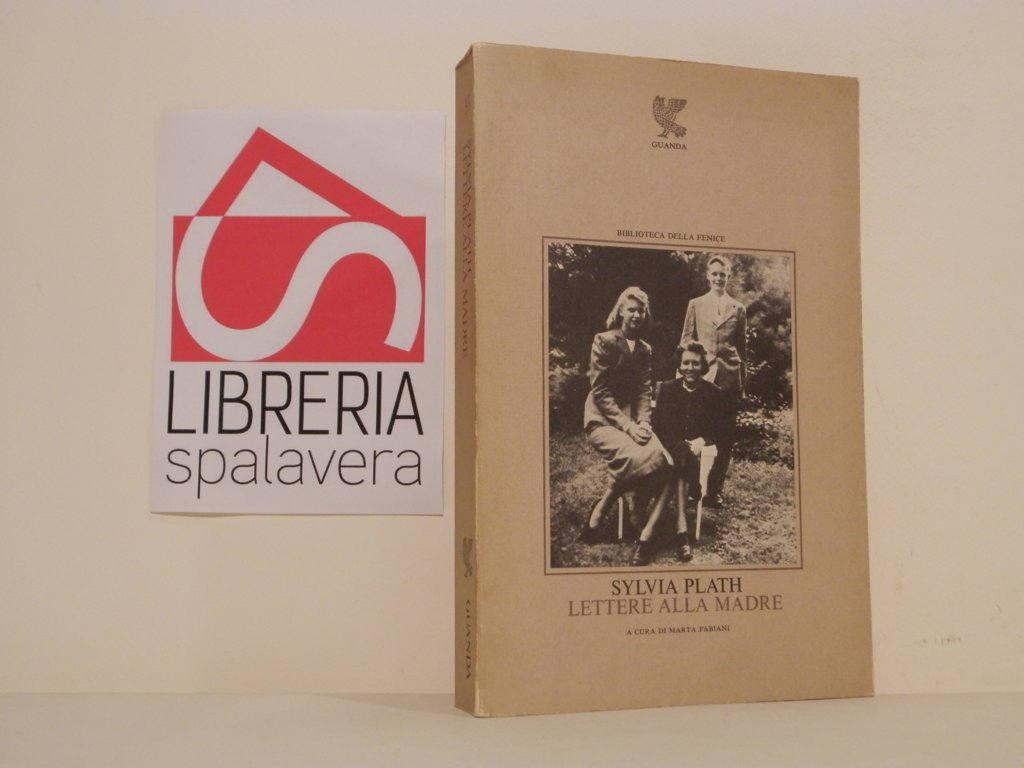 LIBRERIA
spalavera
LETTERE ALLA MADRE
GUANDA
GUANDA
BIBLIOTECA DELLA FENICE
SYLVIA PLATH
LETTERE ALLA MADRE
A CURA DI MARTA FABIANI